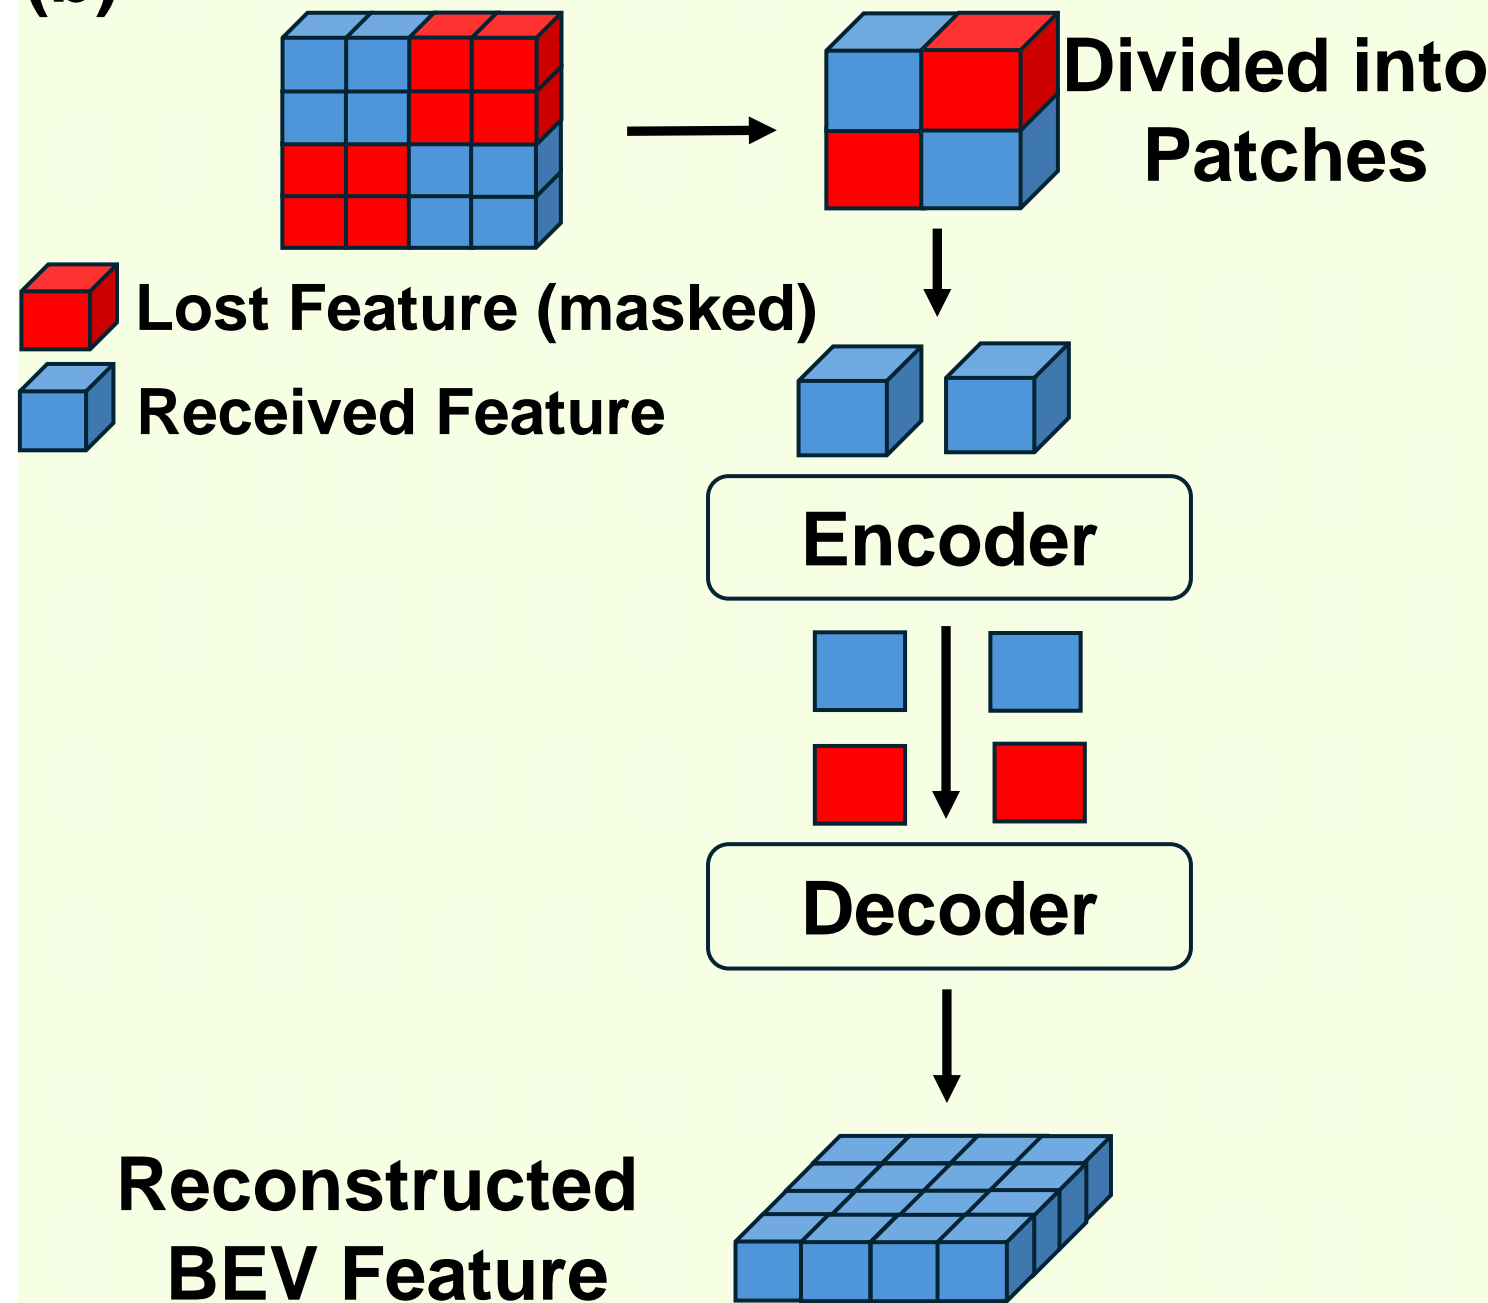 (b)
Divided into
Patches
Lost Feature (masked)
Received Feature
Encoder
Decoder
Reconstructed
BEV Feature